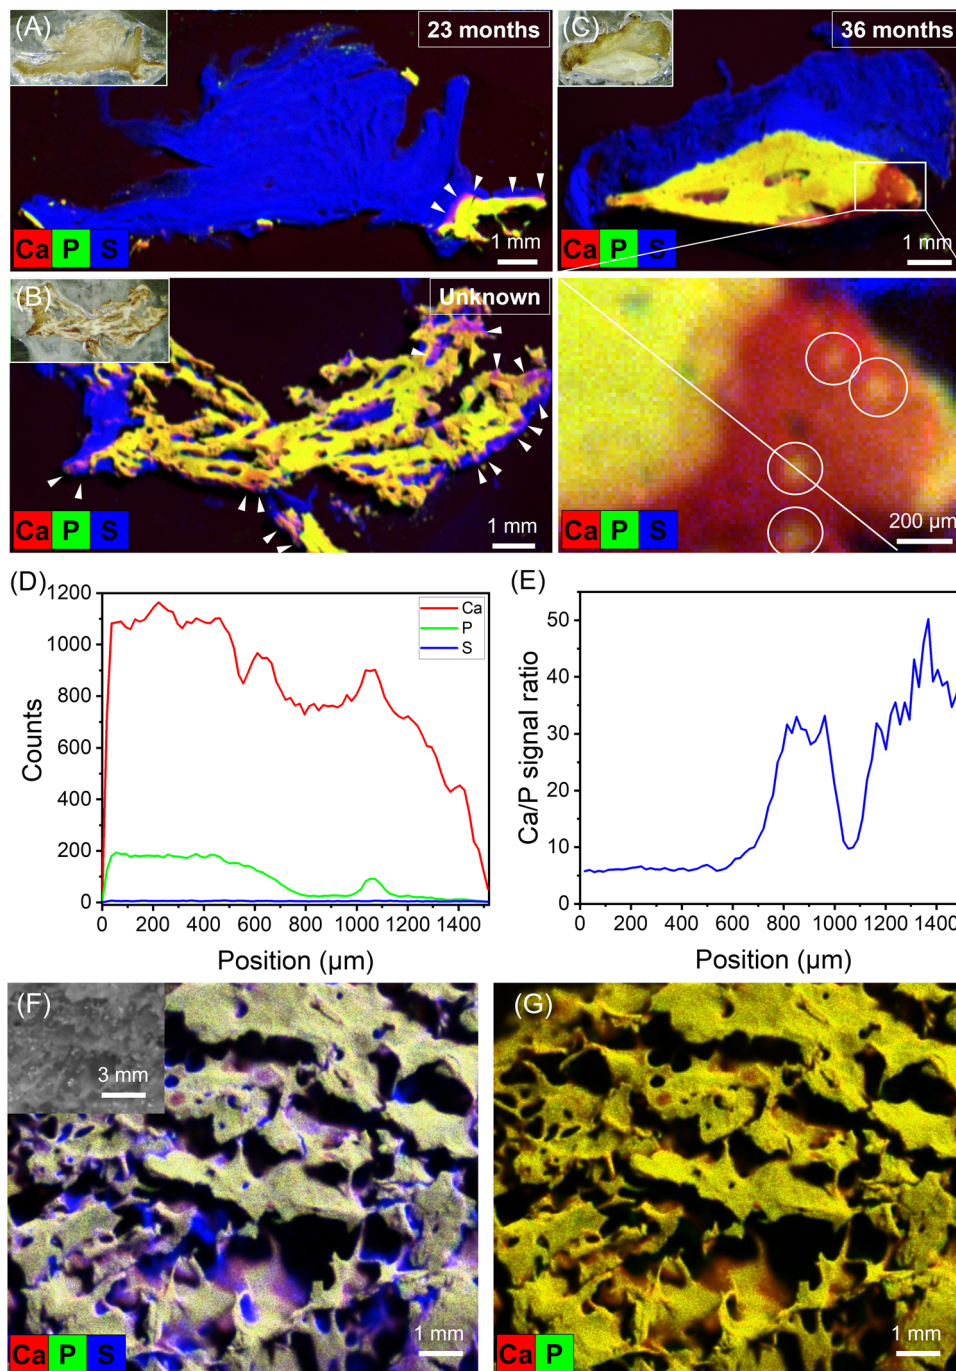 (A)
23 months
Ca P S
1 mm
(C)
36 months
Ca P S
1 mm
(B)
Unknown
Ca P S
1 mm
Ca P S
200 µm
(D)
1200
1000
800
600
400
200
0
Counts
Ca
P
S
0 200 400 600 800 1000 1200 1400
Position (µm)
(E)
50
40
30
20
10
0
Ca/P signal ratio
0 200 400 600 800 1000 1200 1400
Position (µm)
(F)
3 mm
Ca P S
1 mm
(G)
Ca P
1 mm